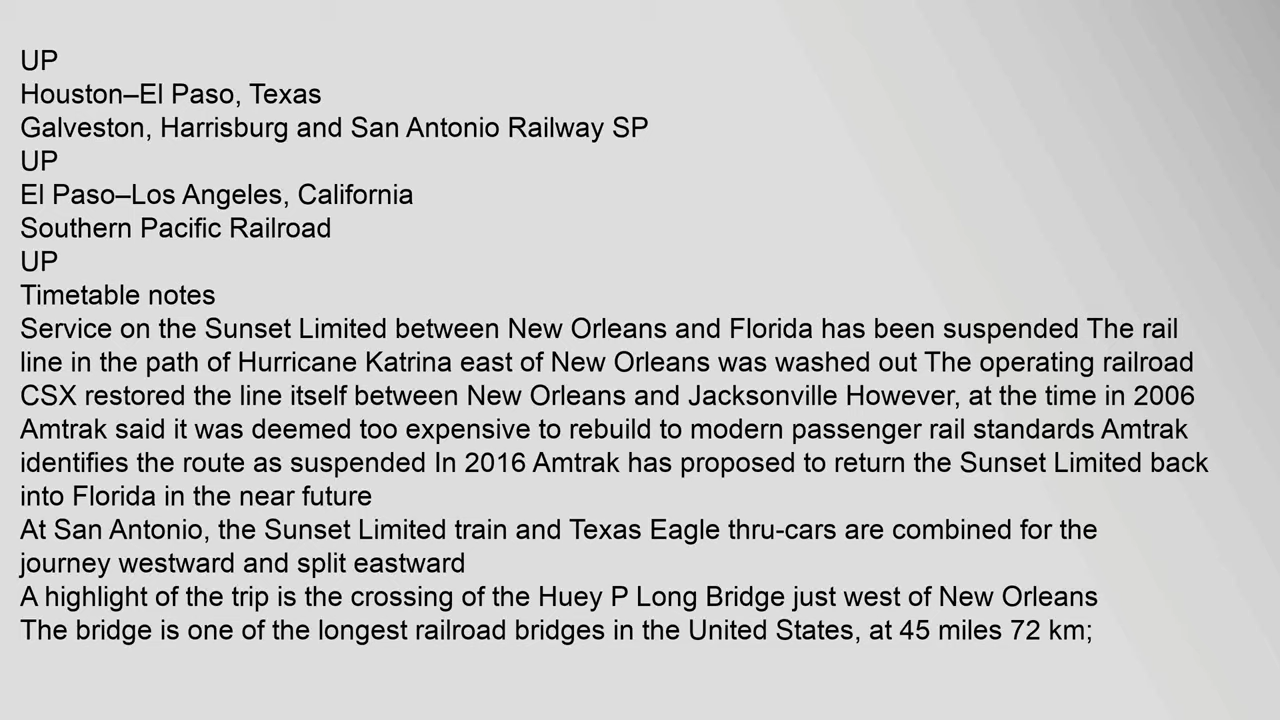 UP
Houston–El Paso, Texas
Galveston, Harrisburg and San Antonio Railway SP
UP
El Paso–Los Angeles, California
Southern Pacific Railroad
UP
Timetable notes
Service on the Sunset Limited between New Orleans and Florida has been suspended The rail
line in the path of Hurricane Katrina east of New Orleans was washed out The operating railroad
CSX restored the line itself between New Orleans and Jacksonville However, at the time in 2006
Amtrak said it was deemed too expensive to rebuild to modern passenger rail standards Amtrak
identifies the route as suspended In 2016 Amtrak has proposed to return the Sunset Limited back
into Florida in the near future
At San Antonio, the Sunset Limited train and Texas Eagle thru-cars are combined for the
journey westward and split eastward
A highlight of the trip is the crossing of the Huey P Long Bridge just west of New Orleans
The bridge is one of the longest railroad bridges in the United States, at 45 miles 72 km;